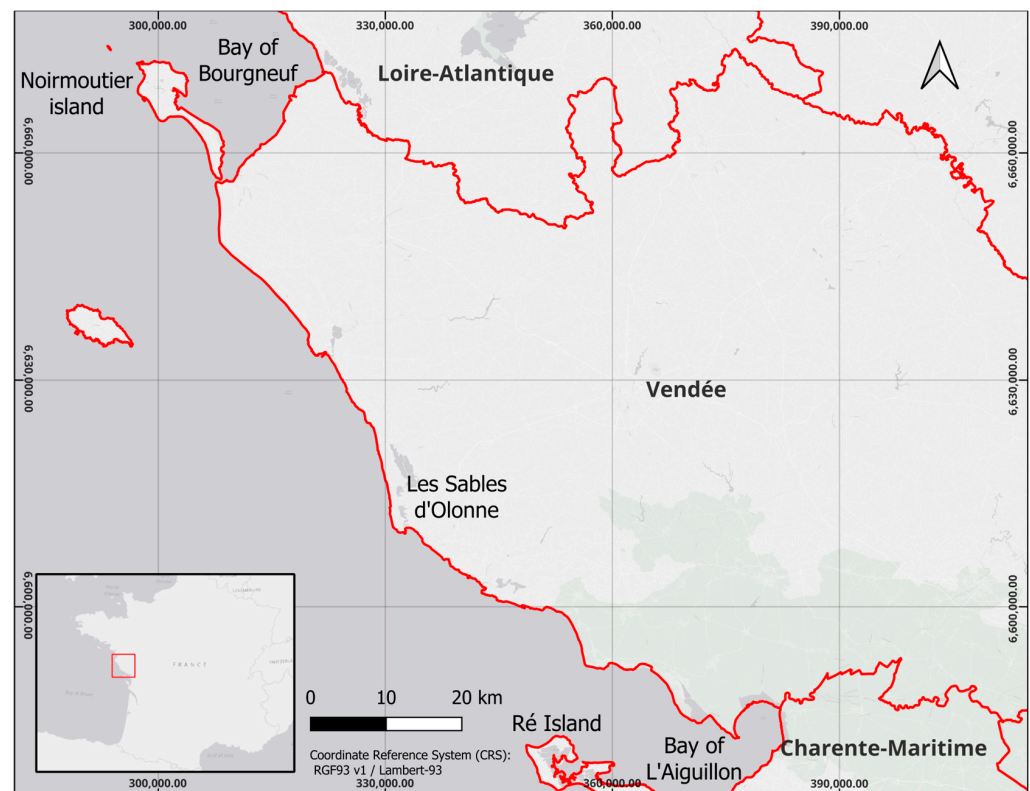 300,000.00
330,000.00
360,000.00
390,000.00
Bay of
Bourgneuf
Loire-Atlantique
Noirmoutier
island
6,660,000.00
6,660,000.00
6,630,000.00
6,630,000.00
Vendée
Les Sables
d'Olonne
6,600,000.00
6,600,000.00
FRANCE
0
10
20 km
Ré Island
Bay of
L'Aiguillon
Charente-Maritime
Coordinate Reference System (CRS):
RGF93 v1 / Lambert-93
300,000.00
330,000.00
360,000.00
390,000.00